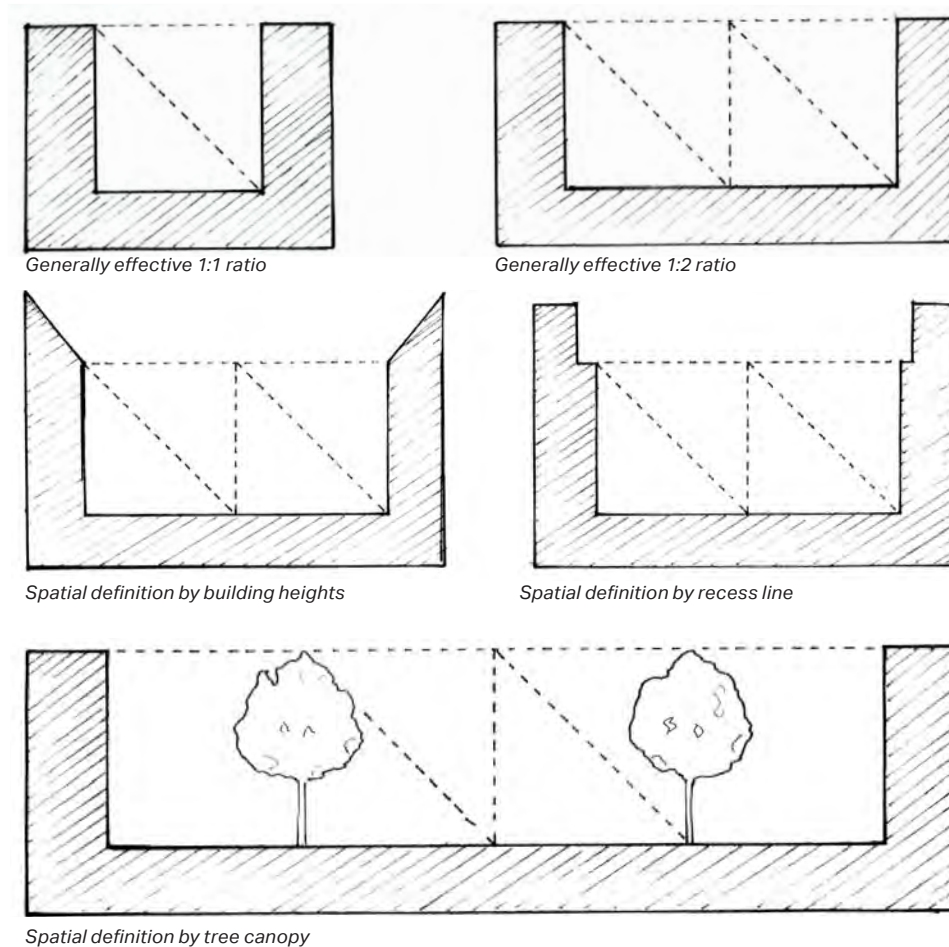 Generally effective 1:1 ratio
Generally effective 1:2 ratio
Spatial definition by building heights
Spatial definition by recess line
Spatial definition by tree canopy